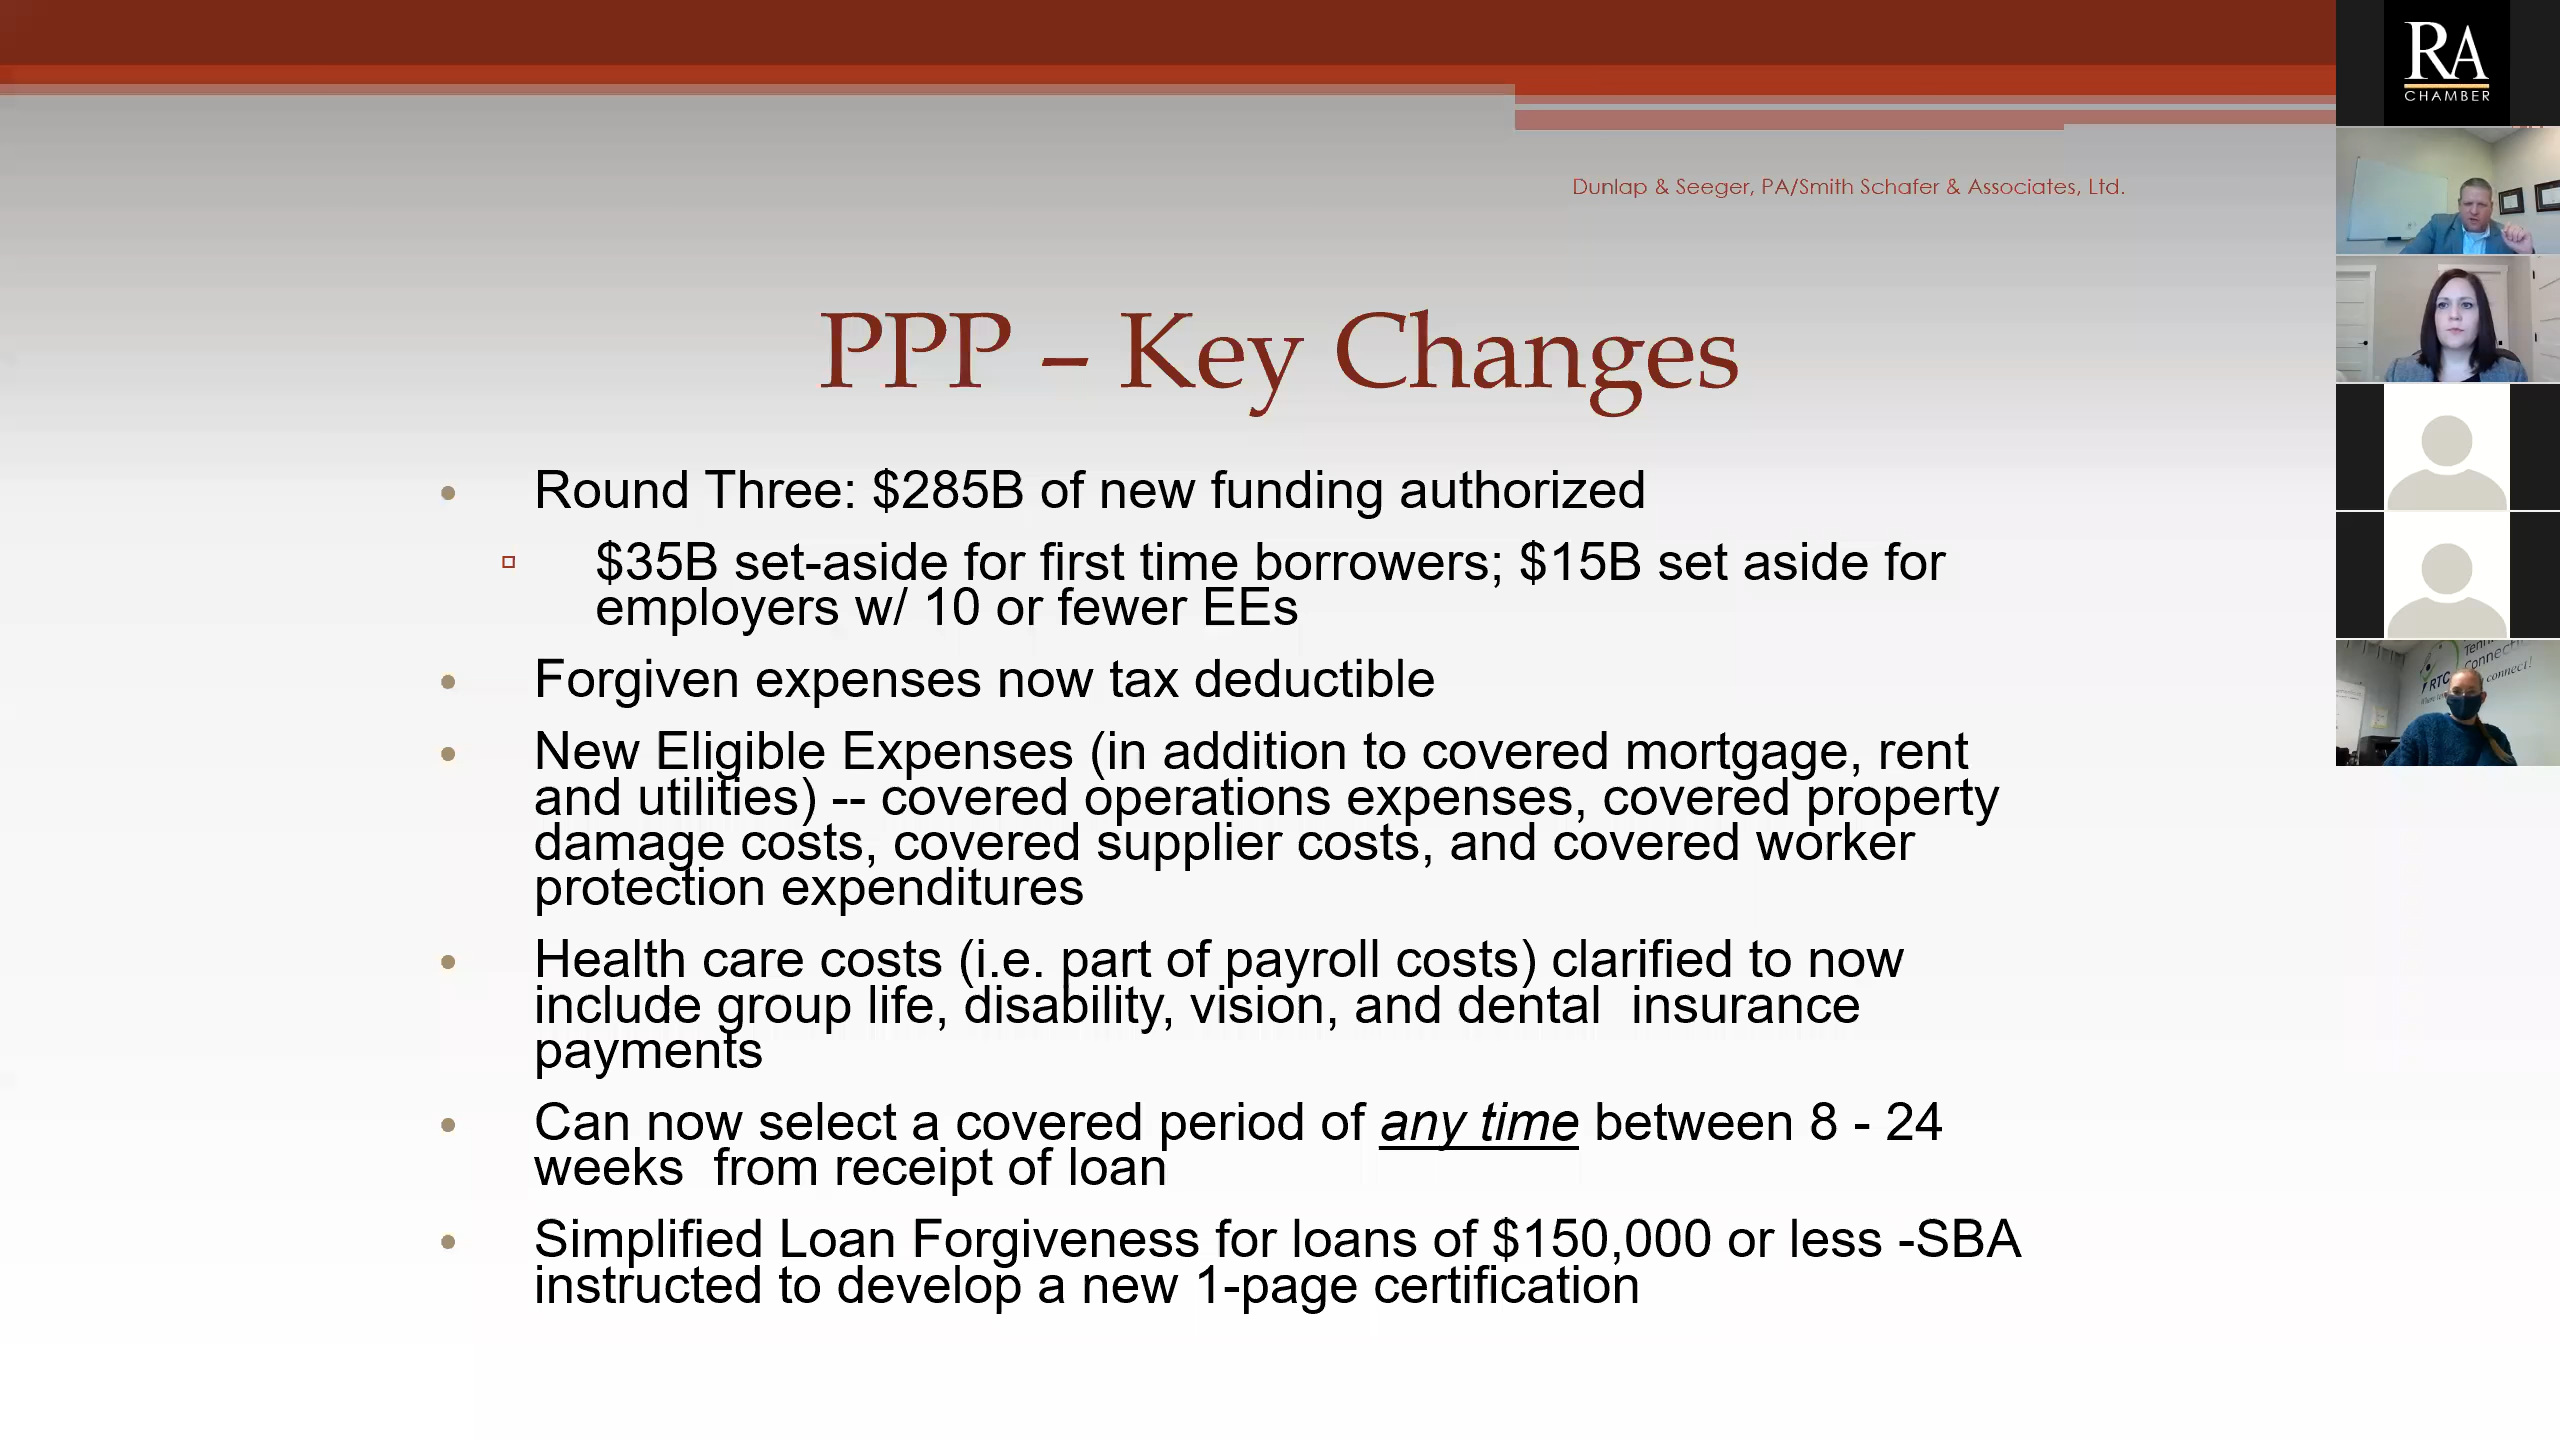 RA
CHAMBER
Dunlap & Seeger, PA/Smith Schafer & Associates, Ltd.
PPP – Key Changes
• Round Three: $285B of new funding authorized
▫ $35B set-aside for first time borrowers; $15B set aside for
employers w/ 10 or fewer EEs
• Forgiven expenses now tax deductible
• New Eligible Expenses (in addition to covered mortgage, rent
and utilities) -- covered operations expenses, covered property
damage costs, covered supplier costs, and covered worker
protection expenditures
• Health care costs (i.e. part of payroll costs) clarified to now
include group life, disability, vision, and dental  insurance
payments
• Can now select a covered period of any time between 8 - 24
weeks  from receipt of loan
• Simplified Loan Forgiveness for loans of $150,000 or less -SBA
instructed to develop a new 1-page certification
RTC
connect!